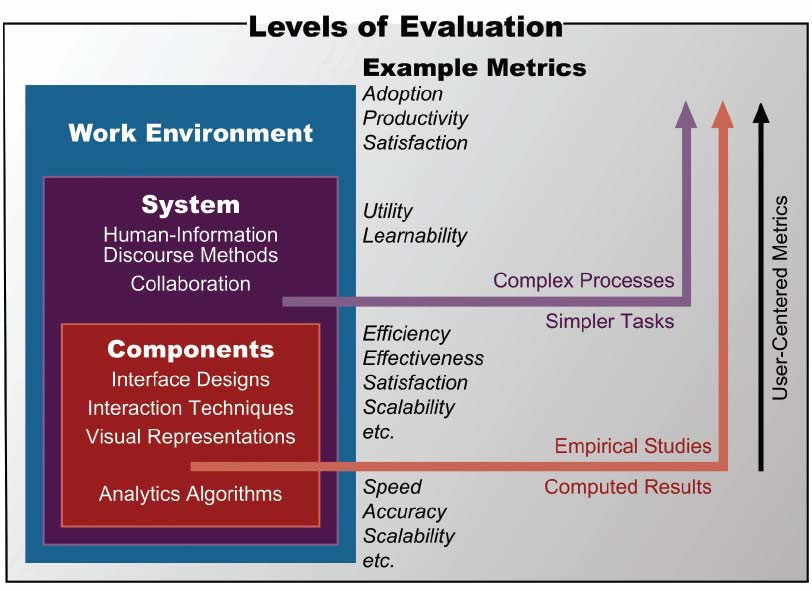 Levels of Evaluation
Example Metrics
Adoption
Productivity
Satisfaction
Work Environment
System
Human-Information
Discourse Methods
Collaboration
Utility
Learnability
Complex Processes
Simpler Tasks
Components
Interface Designs
Interaction Techniques
Visual Representations
Analytics Algorithms
Efficiency
Effectiveness
Satisfaction
Scalability
etc.
Empirical Studies
Computed Results
Speed
Accuracy
Scalability
etc.
User-Centered Metrics